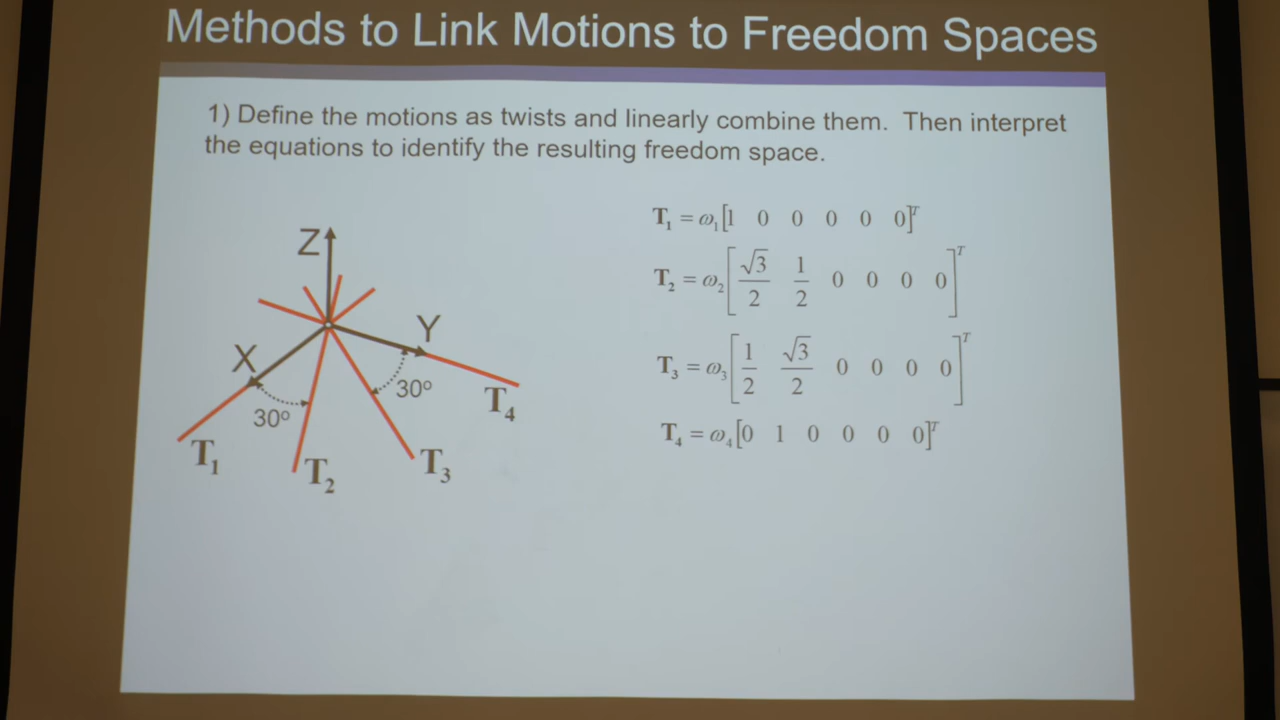 Methods to Link Motions to Freedom Spaces
1) Define the motions as twists and linearly combine them. Then interpret
the equations to identify the resulting freedom space.
Z
Y
X
30º
30º
T₁
T₂
T₃
T₄
T₁ = ω₁[1 0 0 0 0 0]ᵀ
T₂ = ω₂[√3/2 1/2 0 0 0 0]ᵀ
T₃ = ω₃[1/2 √3/2 0 0 0 0]ᵀ
T₄ = ω₄[0 1 0 0 0 0]ᵀ